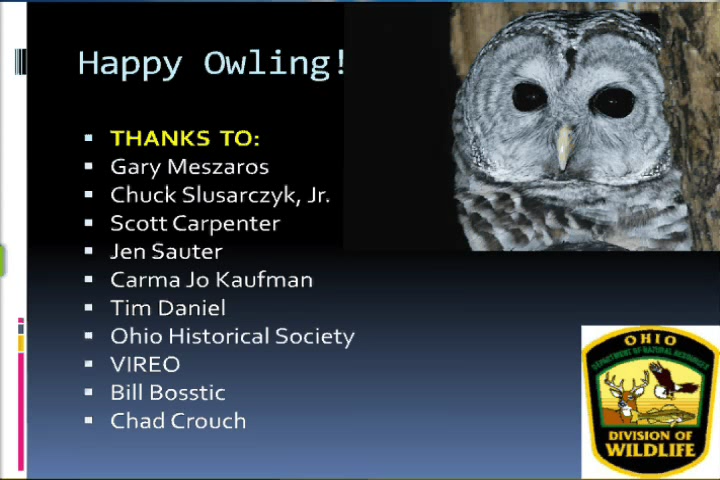 Happy Owling!
THANKS TO:
Gary Meszaros
Chuck Slusarczyk, Jr.
Scott Carpenter
Jen Sauter
Carma Jo Kaufman
Tim Daniel
Ohio Historical Society
VIREO
Bill Bosstic
Chad Crouch
OHIO
DEPARTMENT OF NATURAL RESOURCES
DIVISION OF
WILDLIFE